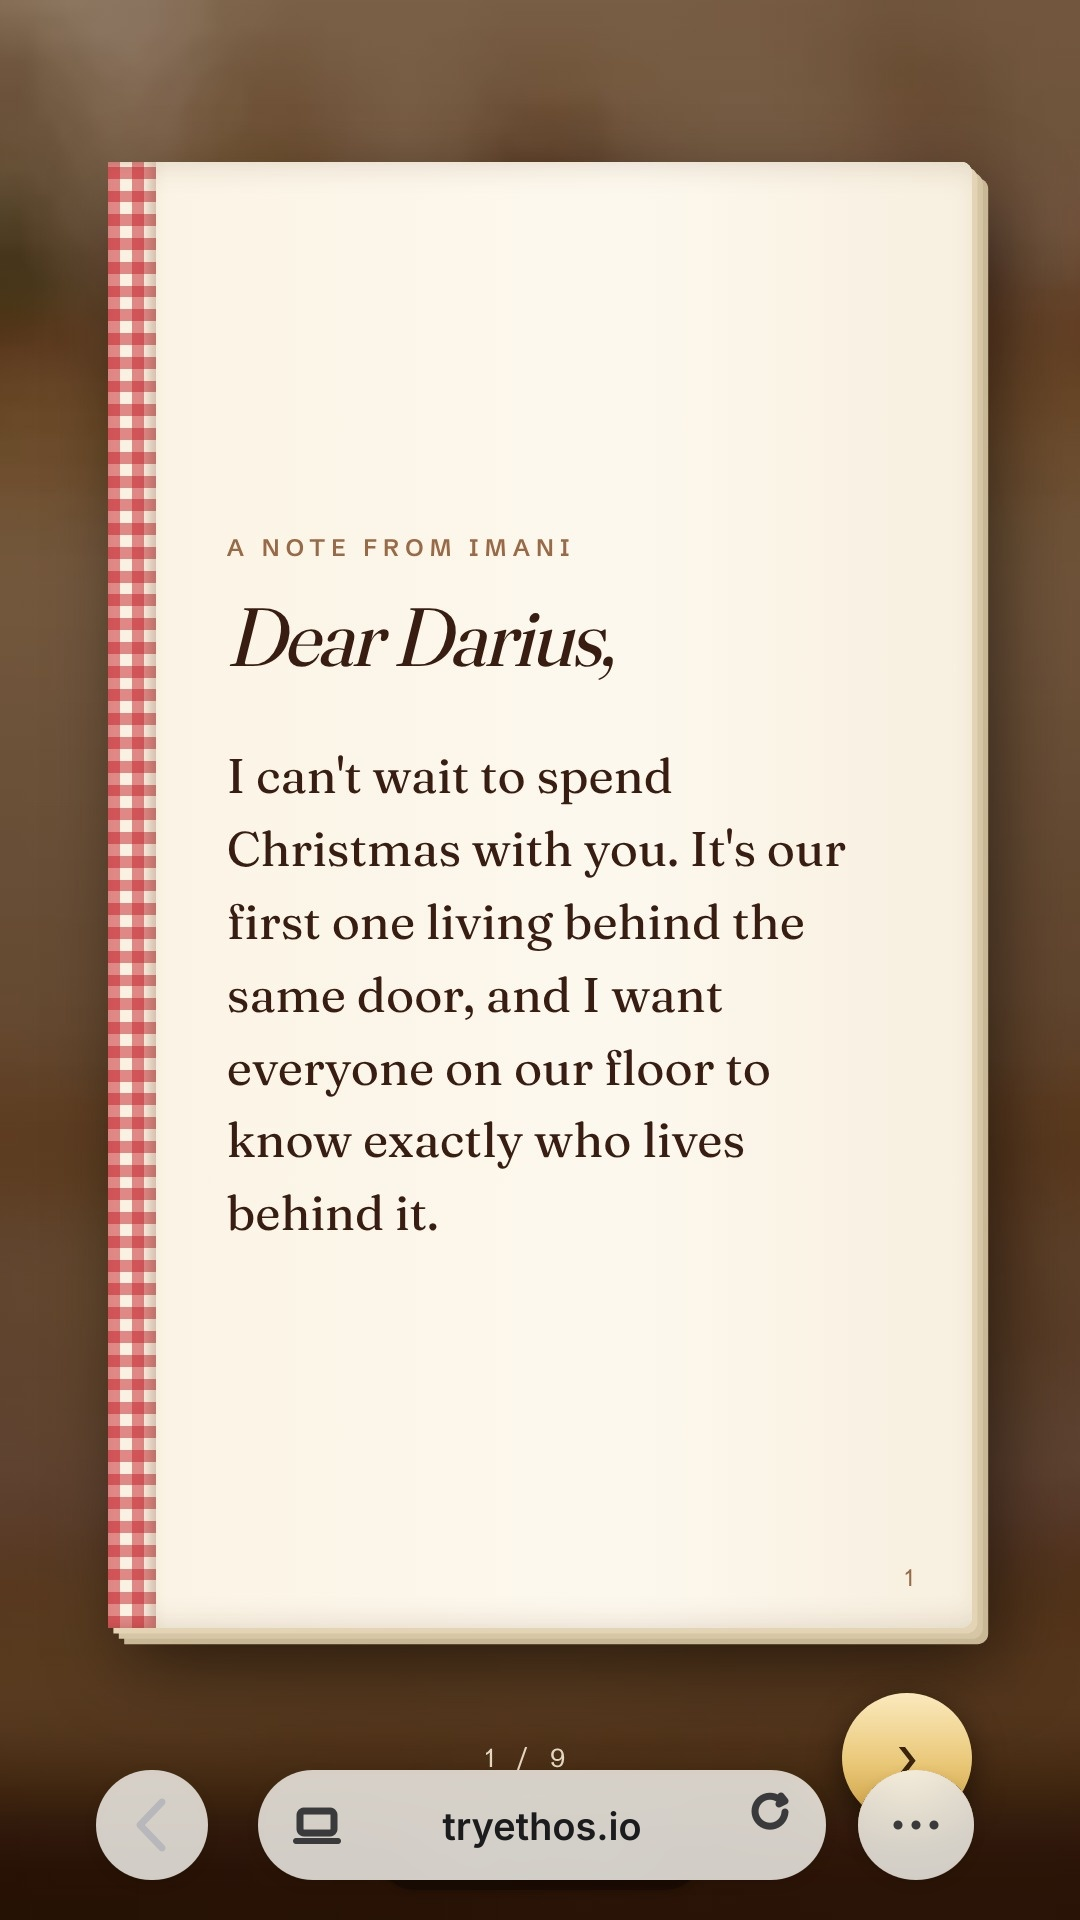 A NOTE FROM IMANI
Dear Darius,
I can't wait to spend
Christmas with you. It's our
first one living behind the
same door, and I want
everyone on our floor to
know exactly who lives
behind it.
1
1 / 9
›
tryethos.io